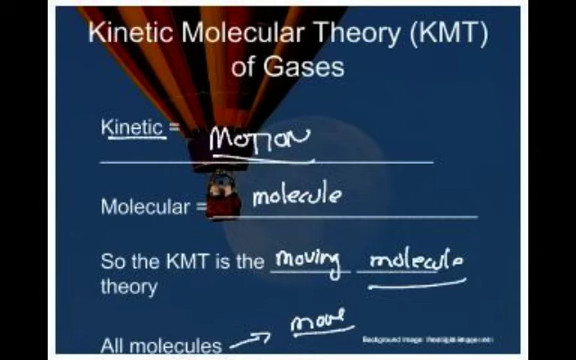 Kinetic Molecular Theory (KMT)
of Gases
Kinetic = MOTION
Molecular = molecule
So the KMT is the moving molecule
theory
All molecules → move
Background image: